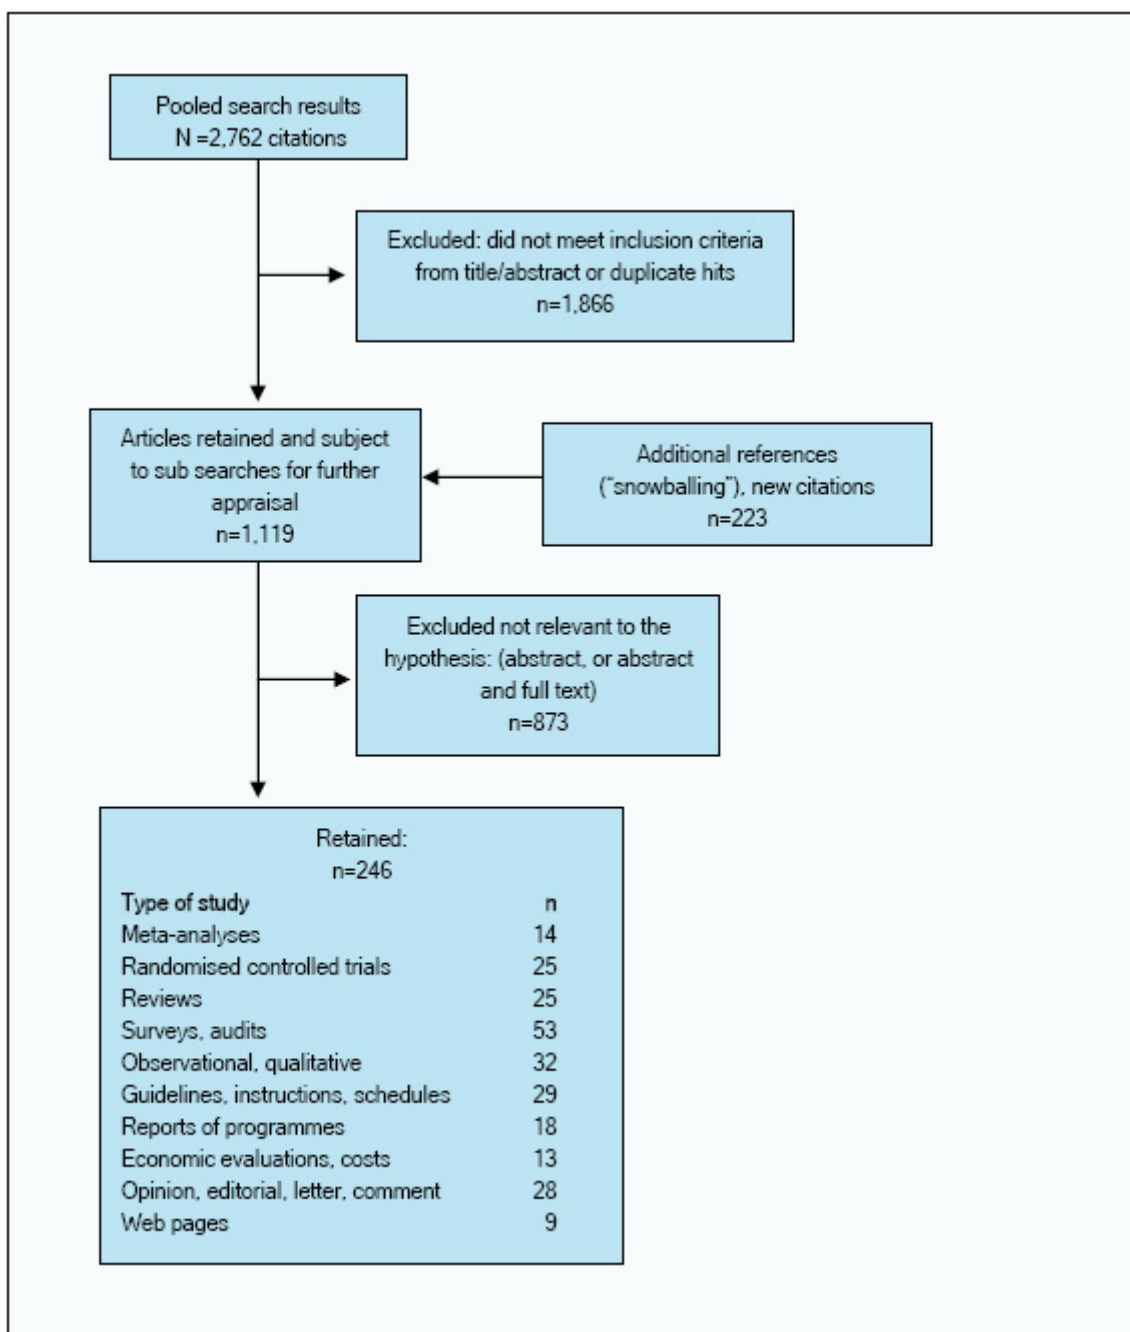 Pooled search results
N =2,762 citations
Excluded: did not meet inclusion criteria
from title/abstract or duplicate hits
n=1,866
Articles retained and subject
to sub searches for further
appraisal
n=1,119
Additional references
(“snowballing”), new citations
n=223
Excluded not relevant to the
hypothesis: (abstract, or abstract
and full text)
n=873
Retained:
n=246
Type of study n
Meta-analyses 14
Randomised controlled trials 25
Reviews 25
Surveys, audits 53
Observational, qualitative 32
Guidelines, instructions, schedules 29
Reports of programmes 18
Economic evaluations, costs 13
Opinion, editorial, letter, comment 28
Web pages 9